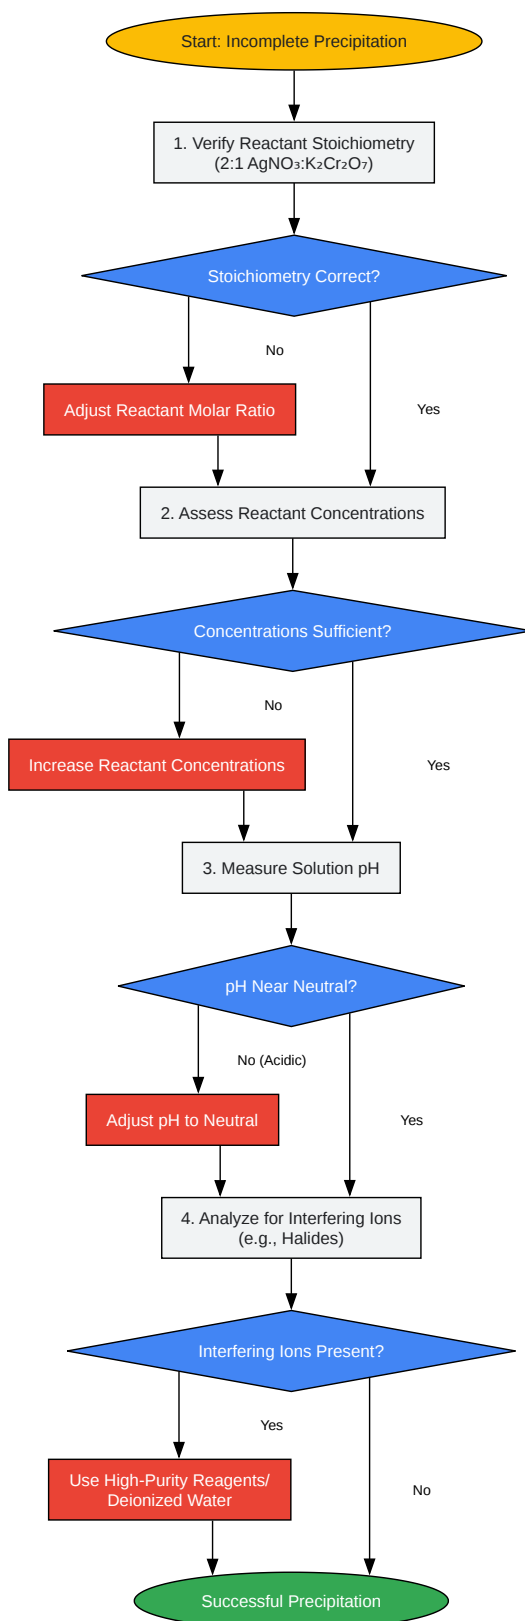 Start: Incomplete Precipitation
1. Verify Reactant Stoichiometry
(2:1 AgNO₃:K₂Cr₂O₇)
Stoichiometry Correct?
No
Yes
Adjust Reactant Molar Ratio
2. Assess Reactant Concentrations
Concentrations Sufficient?
No
Yes
Increase Reactant Concentrations
3. Measure Solution pH
pH Near Neutral?
No (Acidic)
Yes
Adjust pH to Neutral
4. Analyze for Interfering Ions
(e.g., Halides)
Interfering Ions Present?
Yes
No
Use High-Purity Reagents/
Deionized Water
Successful Precipitation